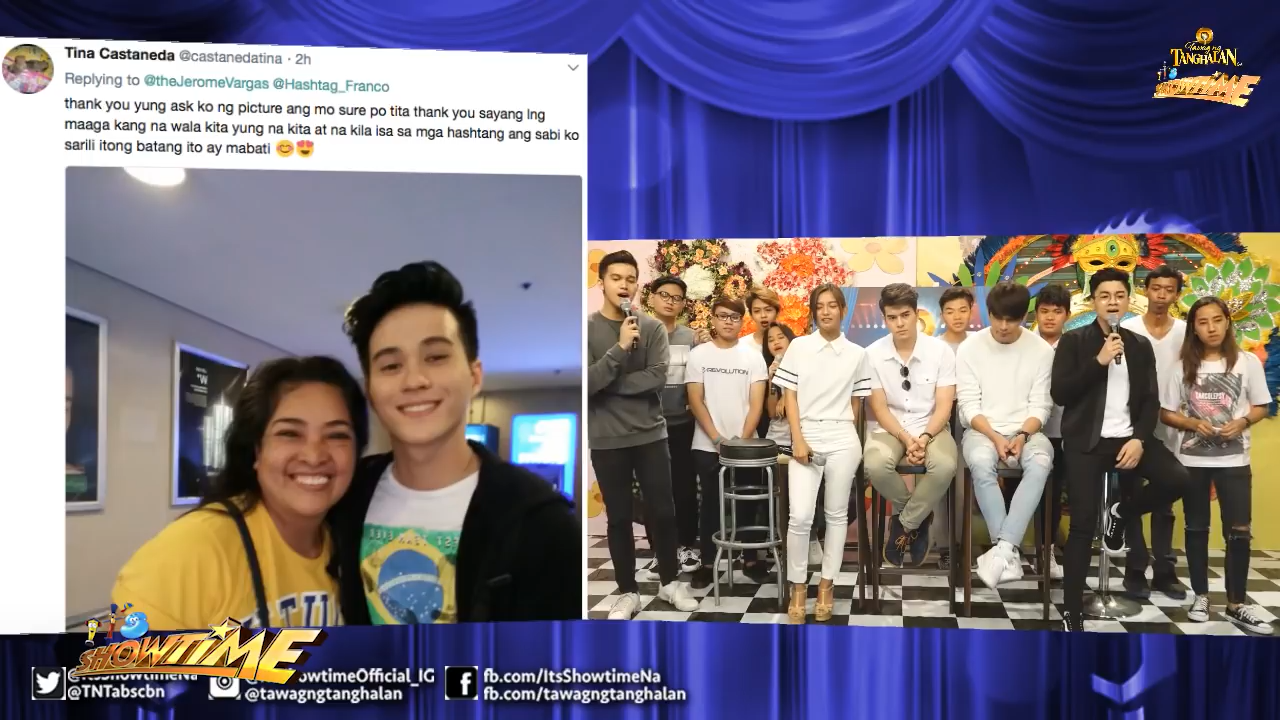 Tina Castaneda @castanedatina · 2h
Replying to @theJeromeVargas @Hashtag_Franco
thank you yung ask ko ng picture ang mo sure po tita thank you sayang lng
maaga kang na wala kita yung na kita at na kila isa sa mga hashtang ang sabi ko
sarili itong batang ito ay mabati 😊😍
Tawag ng
TANGHALAN
SHOWTIME
REVOLUTION
SHOWTIME
@TNTabscbn
@tawagngtanghalan
fb.com/ItsShowtimeNa
fb.com/tawagngtanghalan